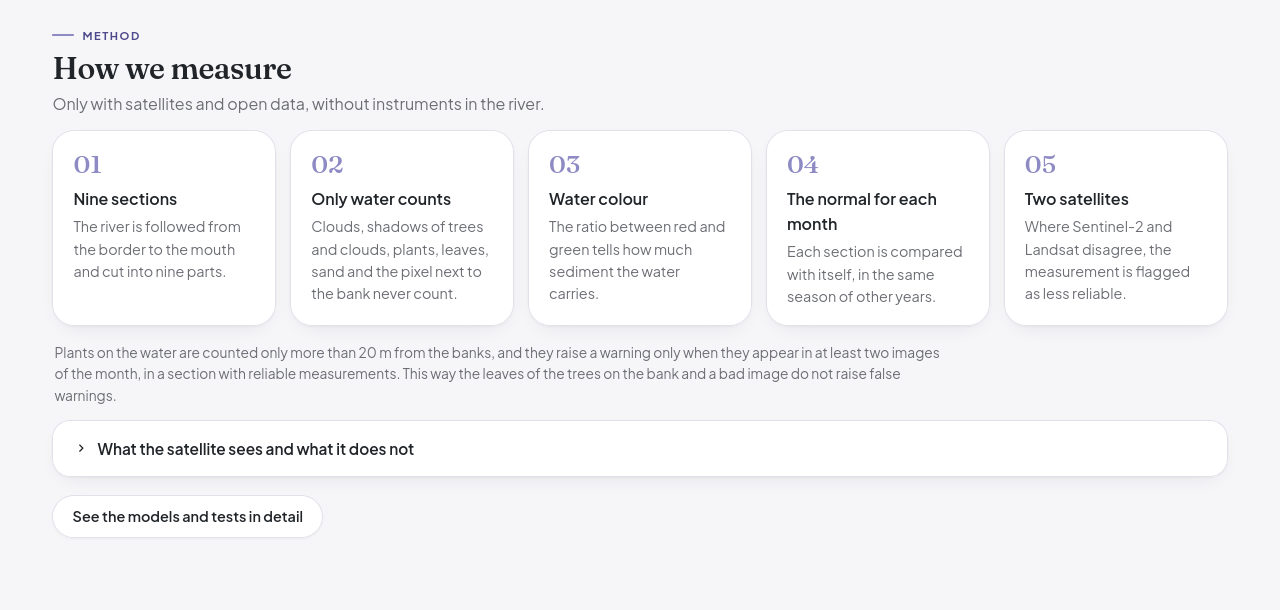 METHOD
How we measure
Only with satellites and open data, without instruments in the river.
01
Nine sections
The river is followed from
the border to the mouth
and cut into nine parts.
02
Only water counts
Clouds, shadows of trees
and clouds, plants, leaves,
sand and the pixel next to
the bank never count.
03
Water colour
The ratio between red and
green tells how much
sediment the water
carries.
04
The normal for each
month
Each section is compared
with itself, in the same
season of other years.
05
Two satellites
Where Sentinel-2 and
Landsat disagree, the
measurement is flagged
as less reliable.
Plants on the water are counted only more than 20 m from the banks, and they raise a warning only when they appear in at least two images
of the month, in a section with reliable measurements. This way the leaves of the trees on the bank and a bad image do not raise false
warnings.
What the satellite sees and what it does not
See the models and tests in detail